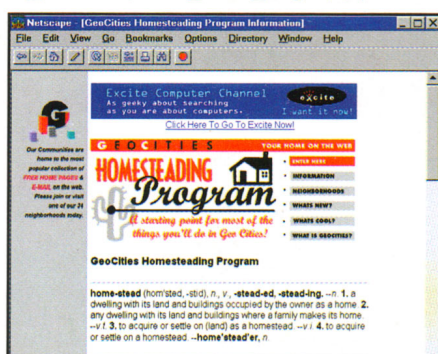 Netscape - [GeoCities Homesteading Program Information]
File Edit View Go Bookmarks Options Directory Window Help
Excite Computer Channel
As geeky about searching
as you are about computers.
excite
I want it now!
Click Here To Go To Excite Now!
G
Our Communities are
home to the most
popular collection of
FREE HOME PAGES &
E-MAIL on the web.
Please join or visit
one of our 24
neighborhoods today.
GEOCITIES YOUR HOME ON THE WEB
HOMESTEADING
Program
A starting point for most of the
things you'll do in Geo Cities!
ENTER HERE
INFORMATION
NEIGHBORHOODS
WHATS NEW?
WHATS COOL?
WHAT IS GEOCITIES?
GeoCities Homesteading Program
home-stead (hom'sted, -stid), n., v., -stead-ed, -stead-ing. --n. 1. a
dwelling with its land and buildings occupied by the owner as a home. 2.
any dwelling with its land and buildings where a family makes its home.
--v.t. 3. to acquire or settle on (land) as a homestead. --v.i. 4. to acquire
or settle on a homestead. --home'stead'er, n.